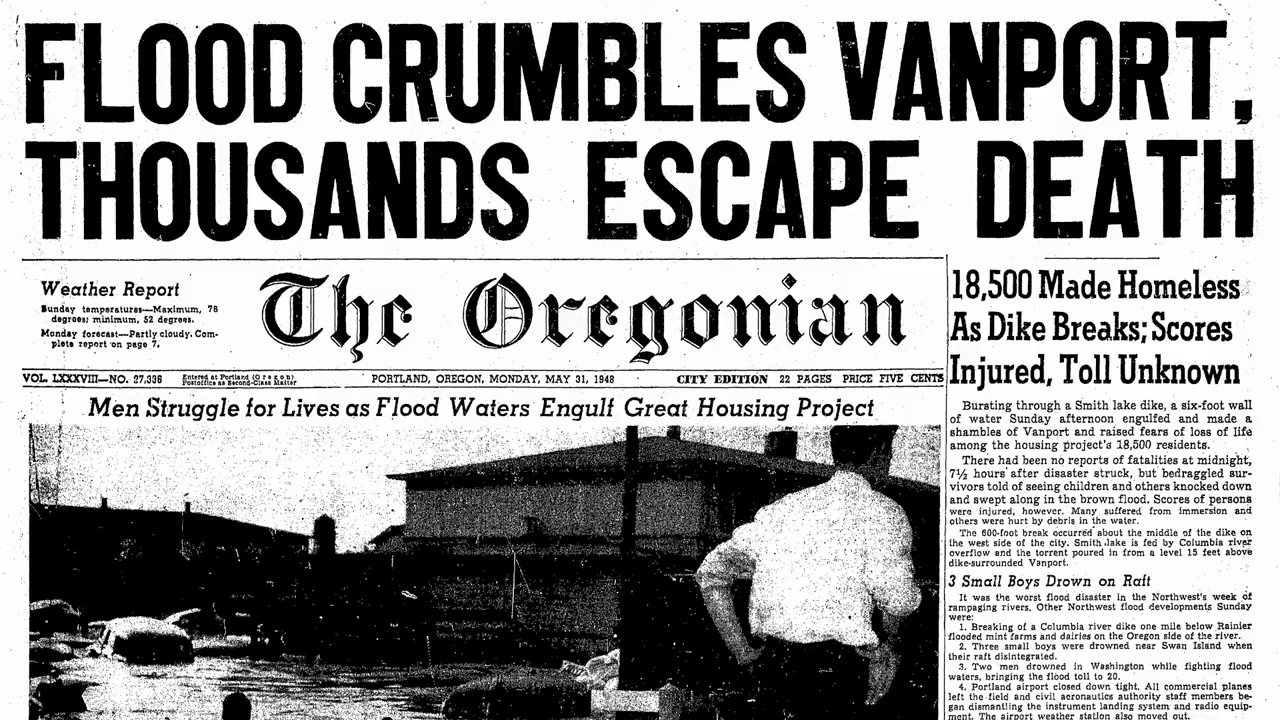 FLOOD CRUMBLES VANPORT,
THOUSANDS ESCAPE DEATH
Weather Report
Sunday temperatures—Maximum, 78
degrees; minimum, 52 degrees.
Monday forecast—Partly cloudy. Com-
plete report on page 7.
The Oregonian
VOL. LXXXVIII—NO. 27,336
Entered at Portland (Oregon)
Postoffice as Second-Class Matter
PORTLAND, OREGON, MONDAY, MAY 31, 1948
CITY EDITION 22 PAGES PRICE FIVE CENTS
Men Struggle for Lives as Flood Waters Engulf Great Housing Project
18,500 Made Homeless
As Dike Breaks; Scores
Injured, Toll Unknown
Bursting through a Smith lake dike, a six-foot wall
of water Sunday afternoon engulfed and made a
shambles of Vanport and raised fears of loss of life
among the housing project's 18,500 residents.
There had been no reports of fatalities at midnight,
7½ hours after disaster struck, but bedraggled sur-
vivors told of seeing children and others knocked down
and swept along in the brown flood. Scores of persons
were injured, however. Many suffered from immersion and
others were hurt by debris in the water.
The 600-foot break occurred about the middle of the dike on
the west side of the city. Smith lake is fed by Columbia river
overflow and the torrent poured in from a level 15 feet above
dike-surrounded Vanport.
3 Small Boys Drown on Raft
It was the worst flood disaster in the Northwest's week of
rampaging rivers. Other Northwest flood developments Sunday
were:
1. Breaking of a Columbia river dike one mile below Rainier
flooded mint farms and dairies on the Oregon side of the river.
2. Three small boys were drowned near Swan Island when
their raft disintegrated.
3. Two men drowned in Washington while fighting flood
waters, bringing the flood toll to 20.
4. Portland airport closed down tight. All commercial planes
left the field and civil aeronautics authority staff members be-
gan dismantling the instrument landing system and radio equip-
ment. The airport weather station also moved out.